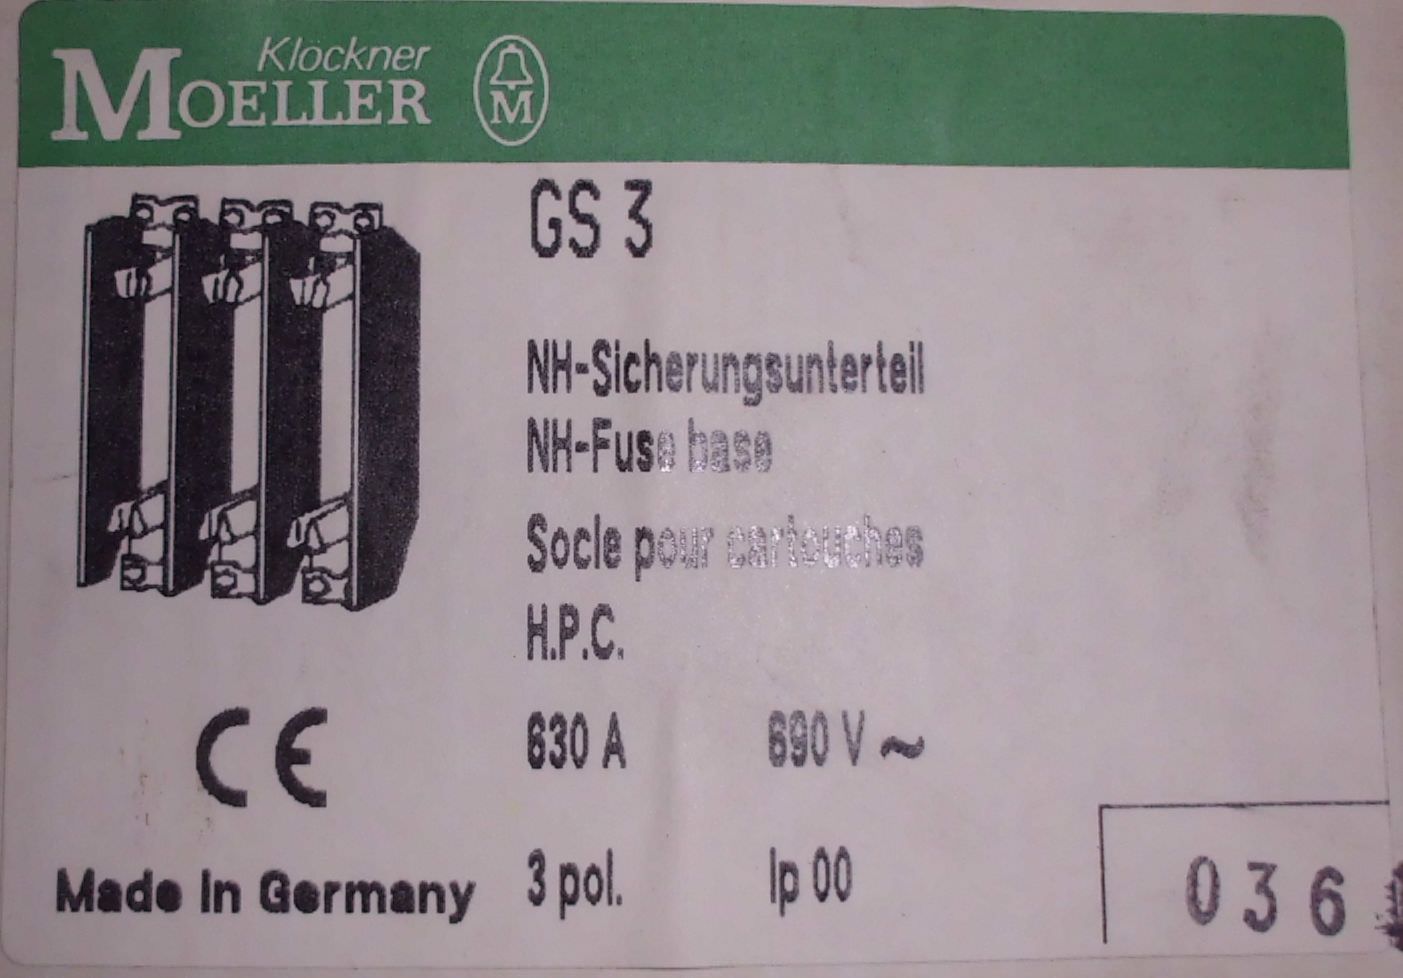 Klöckner
MOELLER
M
GS 3
NH-Sicherungsunterteil
NH-Fuse base
Socle pour cartouches
H.P.C.
CE
630 A 690 V ~
Made in Germany
3 pol. Ip 00
036